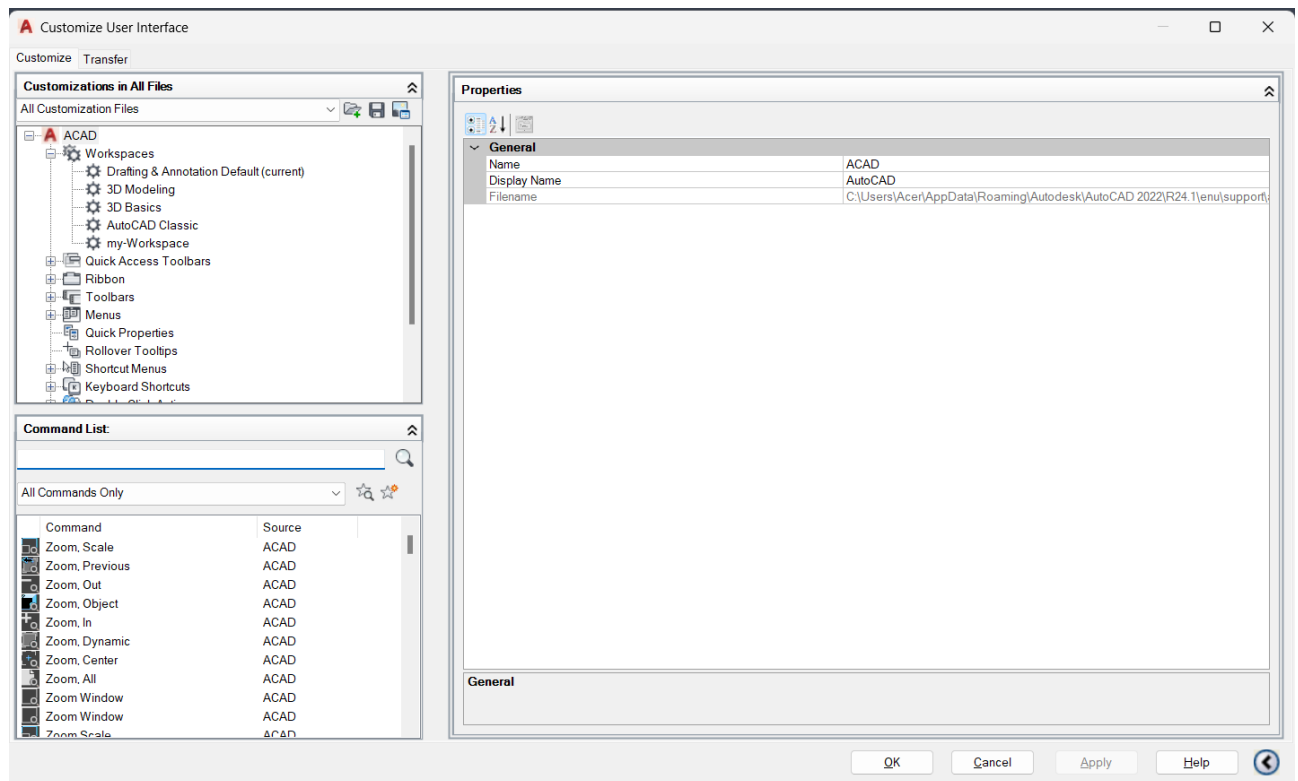 Customize User Interface
Customize Transfer
Customizations in All Files
All Customization Files
ACAD
Workspaces
Drafting & Annotation Default (current)
3D Modeling
3D Basics
AutoCAD Classic
my-Workspace
Quick Access Toolbars
Ribbon
Toolbars
Menus
Quick Properties
Rollover Tooltips
Shortcut Menus
Keyboard Shortcuts
Command List:
All Commands Only
Command Source
Zoom, Scale ACAD
Zoom, Previous ACAD
Zoom, Out ACAD
Zoom, Object ACAD
Zoom, In ACAD
Zoom, Dynamic ACAD
Zoom, Center ACAD
Zoom, All ACAD
Zoom Window ACAD
Zoom Window ACAD
Zoom Scale ACAD
Properties
General
Name ACAD
Display Name AutoCAD
Filename C:\Users\Acer\AppData\Roaming\Autodesk\AutoCAD 2022\R24.1\enu\support\
General
OK Cancel Apply Help